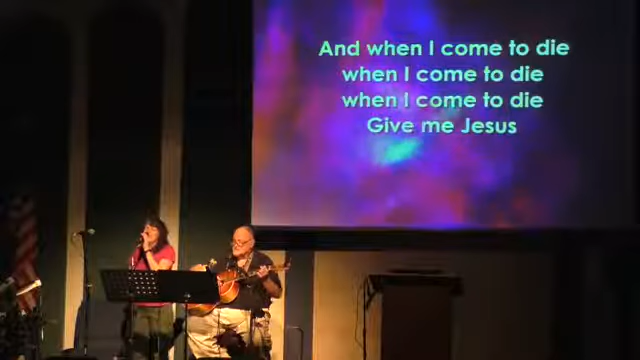 And when I come to die
when I come to die
when I come to die
Give me Jesus